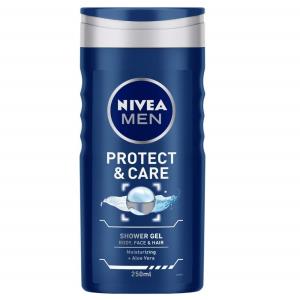 NIVEA
MEN
PROTECT
& CARE
SHOWER GEL
BODY, FACE & HAIR
Moisturizing
+ Aloe Vera
250ml